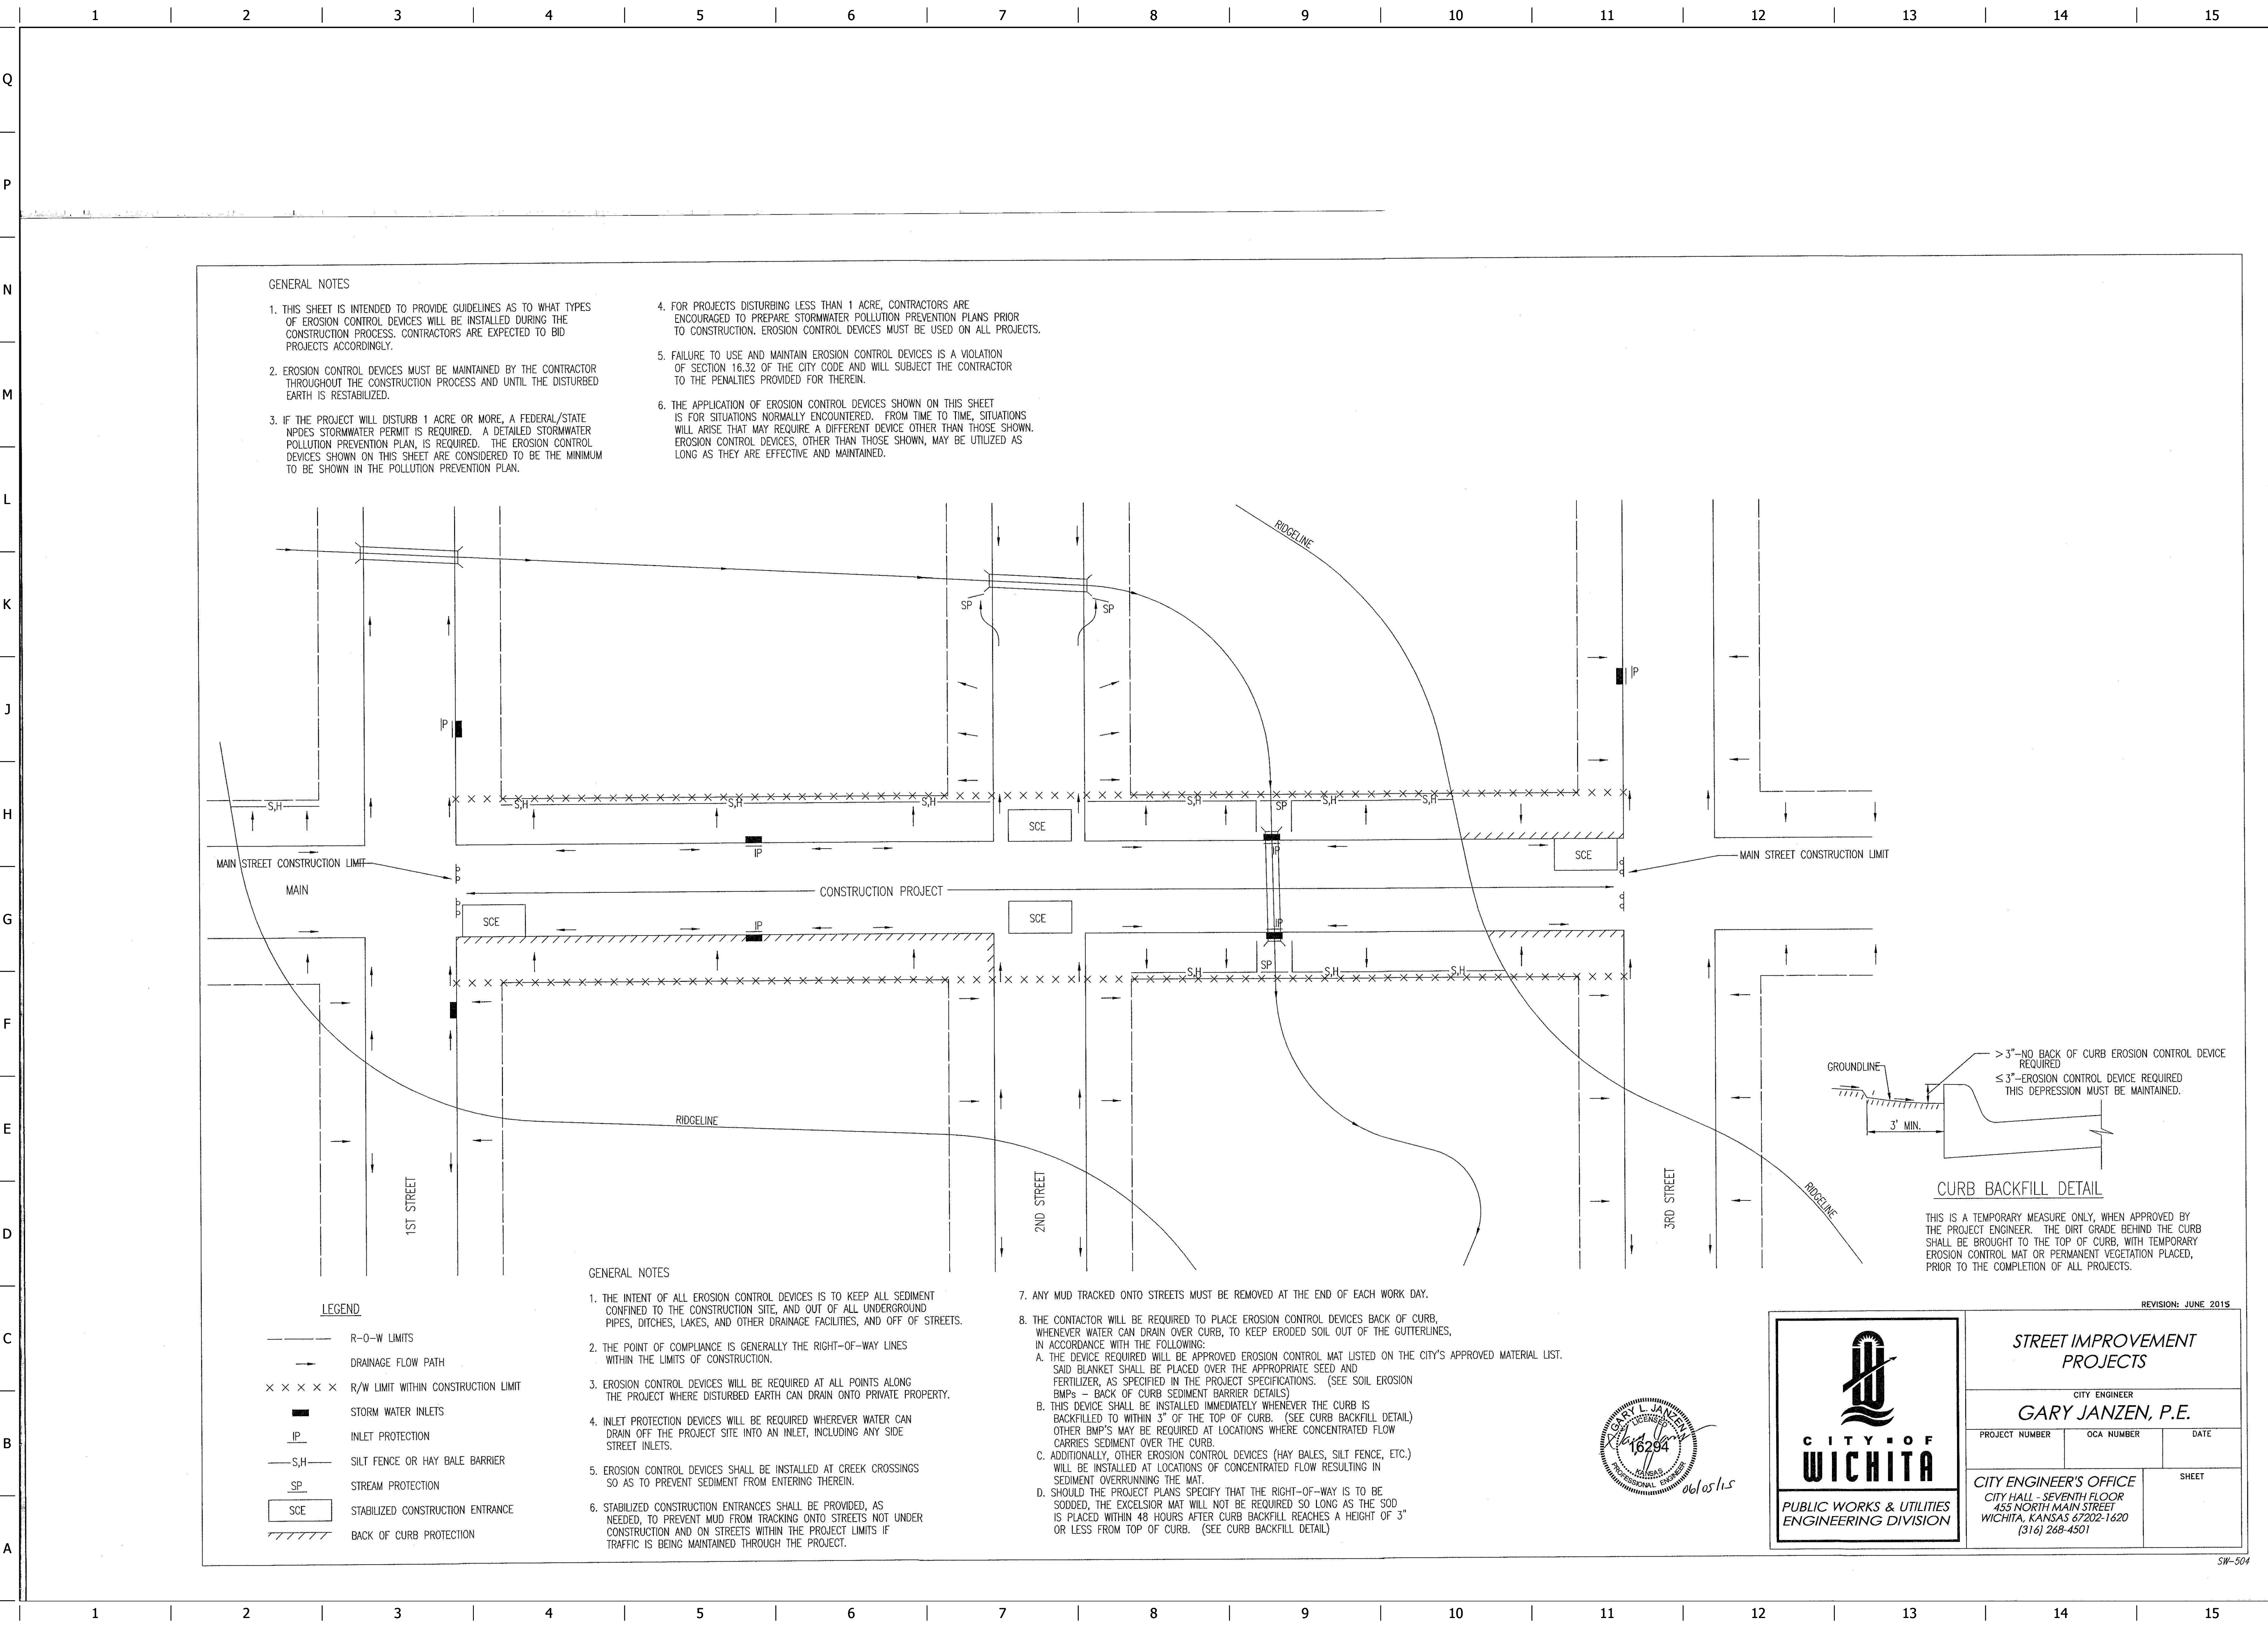 1 2 3 4 5 6 7 8 9 10 11 12 13 14 15
Q
P
N
M
L
K
J
H
G
F
E
D
C
B
A
GENERAL NOTES
1. THIS SHEET IS INTENDED TO PROVIDE GUIDELINES AS TO WHAT TYPES
OF EROSION CONTROL DEVICES WILL BE INSTALLED DURING THE
CONSTRUCTION PROCESS. CONTRACTORS ARE EXPECTED TO BID
PROJECTS ACCORDINGLY.
2. EROSION CONTROL DEVICES MUST BE MAINTAINED BY THE CONTRACTOR
THROUGHOUT THE CONSTRUCTION PROCESS AND UNTIL THE DISTURBED
EARTH IS RESTABILIZED.
3. IF THE PROJECT WILL DISTURB 1 ACRE OR MORE, A FEDERAL/STATE
NPDES STORMWATER PERMIT IS REQUIRED. A DETAILED STORMWATER
POLLUTION PREVENTION PLAN, IS REQUIRED. THE EROSION CONTROL
DEVICES SHOWN ON THIS SHEET ARE CONSIDERED TO BE THE MINIMUM
TO BE SHOWN IN THE POLLUTION PREVENTION PLAN.
4. FOR PROJECTS DISTURBING LESS THAN 1 ACRE, CONTRACTORS ARE
ENCOURAGED TO PREPARE STORMWATER POLLUTION PREVENTION PLANS PRIOR
TO CONSTRUCTION. EROSION CONTROL DEVICES MUST BE USED ON ALL PROJECTS.
5. FAILURE TO USE AND MAINTAIN EROSION CONTROL DEVICES IS A VIOLATION
OF SECTION 16.32 OF THE CITY CODE AND WILL SUBJECT THE CONTRACTOR
TO THE PENALTIES PROVIDED FOR THEREIN.
6. THE APPLICATION OF EROSION CONTROL DEVICES SHOWN ON THIS SHEET
IS FOR SITUATIONS NORMALLY ENCOUNTERED. FROM TIME TO TIME, SITUATIONS
WILL ARISE THAT MAY REQUIRE A DIFFERENT DEVICE OTHER THAN THOSE SHOWN.
EROSION CONTROL DEVICES, OTHER THAN THOSE SHOWN, MAY BE UTILIZED AS
LONG AS THEY ARE EFFECTIVE AND MAINTAINED.
RIDGELINE
SP SP
IP
IP
S,H S,H S,H S,H S,H SP S,H S,H
SCE
IP IP
SCE
MAIN STREET CONSTRUCTION LIMIT
MAIN STREET CONSTRUCTION LIMIT
MAIN
CONSTRUCTION PROJECT
SCE
SCE
IP IP
S,H SP S,H S,H
RIDGELINE
1ST STREET
2ND STREET
3RD STREET
RIDGELINE
GROUNDLINE
>3"-NO BACK OF CURB EROSION CONTROL DEVICE
REQUIRED
≤3"-EROSION CONTROL DEVICE REQUIRED
THIS DEPRESSION MUST BE MAINTAINED.
3' MIN.
CURB BACKFILL DETAIL
THIS IS A TEMPORARY MEASURE ONLY, WHEN APPROVED BY
THE PROJECT ENGINEER. THE DIRT GRADE BEHIND THE CURB
SHALL BE BROUGHT TO THE TOP OF CURB, WITH TEMPORARY
EROSION CONTROL MAT OR PERMANENT VEGETATION PLACED,
PRIOR TO THE COMPLETION OF ALL PROJECTS.
LEGEND
R-O-W LIMITS
DRAINAGE FLOW PATH
X X X X X R/W LIMIT WITHIN CONSTRUCTION LIMIT
STORM WATER INLETS
IP INLET PROTECTION
S,H SILT FENCE OR HAY BALE BARRIER
SP STREAM PROTECTION
SCE STABILIZED CONSTRUCTION ENTRANCE
BACK OF CURB PROTECTION
GENERAL NOTES
1. THE INTENT OF ALL EROSION CONTROL DEVICES IS TO KEEP ALL SEDIMENT
CONFINED TO THE CONSTRUCTION SITE, AND OUT OF ALL UNDERGROUND
PIPES, DITCHES, LAKES, AND OTHER DRAINAGE FACILITIES, AND OFF OF STREETS.
2. THE POINT OF COMPLIANCE IS GENERALLY THE RIGHT-OF-WAY LINES
WITHIN THE LIMITS OF CONSTRUCTION.
3. EROSION CONTROL DEVICES WILL BE REQUIRED AT ALL POINTS ALONG
THE PROJECT WHERE DISTURBED EARTH CAN DRAIN ONTO PRIVATE PROPERTY.
4. INLET PROTECTION DEVICES WILL BE REQUIRED WHEREVER WATER CAN
DRAIN OFF THE PROJECT SITE INTO AN INLET, INCLUDING ANY SIDE
STREET INLETS.
5. EROSION CONTROL DEVICES SHALL BE INSTALLED AT CREEK CROSSINGS
SO AS TO PREVENT SEDIMENT FROM ENTERING THEREIN.
6. STABILIZED CONSTRUCTION ENTRANCES SHALL BE PROVIDED, AS
NEEDED, TO PREVENT MUD FROM TRACKING ONTO STREETS NOT UNDER
CONSTRUCTION AND ON STREETS WITHIN THE PROJECT LIMITS IF
TRAFFIC IS BEING MAINTAINED THROUGH THE PROJECT.
7. ANY MUD TRACKED ONTO STREETS MUST BE REMOVED AT THE END OF EACH WORK DAY.
8. THE CONTACTOR WILL BE REQUIRED TO PLACE EROSION DEVICES BACK OF CURB,
WHENEVER WATER CAN DRAIN OVER CURB, TO KEEP ERODED SOIL OUT OF THE GUTTERLINES,
IN ACCORDANCE WITH THE FOLLOWING:
A. THE DEVICE REQUIRED WILL BE APPROVED EROSION CONTROL MAT LISTED ON THE CITY'S APPROVED MATERIAL LIST.
SAID BLANKET SHALL BE PLACED OVER THE APPROPRIATE SEED AND
FERTILIZER, AS SPECIFIED IN THE PROJECT SPECIFICATIONS. (SEE SOIL EROSION
BMPs - BACK OF CURB SEDIMENT BARRIER DETAILS)
B. THIS DEVICE SHALL BE INSTALLED IMMEDIATELY WHENEVER THE CURB IS
BACKFILLED TO WITHIN 3" OF THE TOP OF CURB. (SEE CURB BACKFILL DETAIL)
OTHER BMP'S MAY BE REQUIRED AT LOCATIONS WHERE CONCENTRATED FLOW
CARRIES SEDIMENT OVER THE CURB.
C. ADDITIONALLY, OTHER EROSION CONTROL DEVICES (HAY BALES, SILT FENCE, ETC.)
WILL BE INSTALLED AT LOCATIONS OF CONCENTRATED FLOW RESULTING IN
SEDIMENT OVERRUNNING THE MAT.
D. SHOULD THE PROJECT PLANS SPECIFY THAT THE RIGHT-OF-WAY IS TO BE
SODDED, THE EXCELSIOR MAT WILL NOT BE REQUIRED SO LONG AS THE SOD
IS PLACED WITHIN 48 HOURS AFTER CURB BACKFILL REACHES A HEIGHT OF 3"
OR LESS FROM TOP OF CURB. (SEE CURB BACKFILL DETAIL)
GARY L. JANZEN
LICENSED
16294
KANSAS
PROFESSIONAL ENGINEER
06/05/15
REVISION: JUNE 2015
CITY OF
WICHITA
PUBLIC WORKS & UTILITIES
ENGINEERING DIVISION
STREET IMPROVEMENT
PROJECTS
CITY ENGINEER
GARY JANZEN, P.E.
PROJECT NUMBER OCA NUMBER DATE
CITY ENGINEER'S OFFICE
CITY HALL - SEVENTH FLOOR
455 NORTH MAIN STREET
WICHITA, KANSAS 67202-1620
(316) 268-4501
SHEET
SW-504
1 2 3 4 5 6 7 8 9 10 11 12 13 14 15